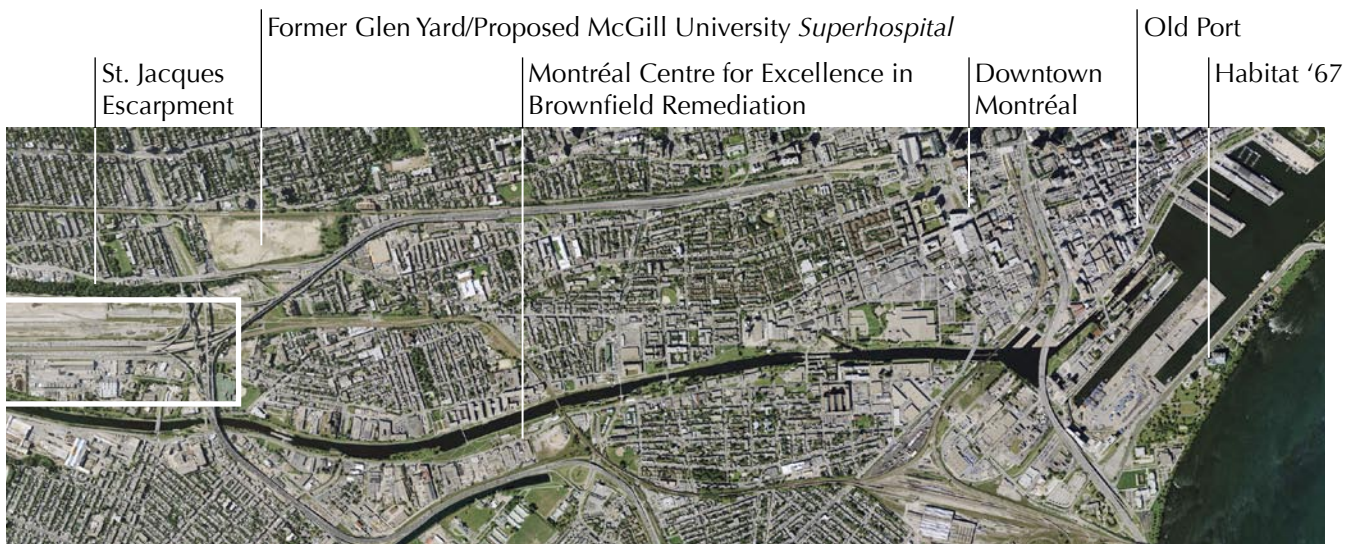 Former Glen Yard/Proposed McGill University Superhospital
Old Port
St. Jacques
Escarpment
Montréal Centre for Excellence in
Brownfield Remediation
Downtown
Montréal
Habitat ‘67